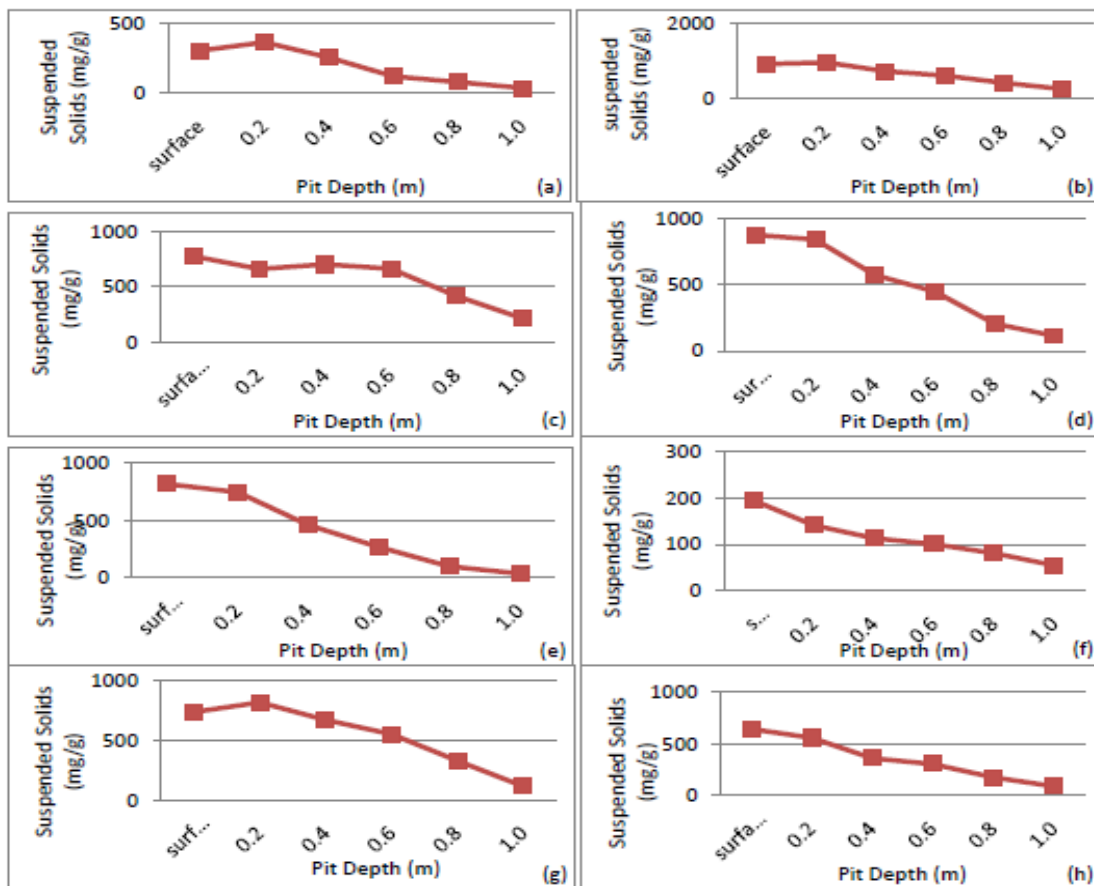 Suspended
Solids (mg/g)
500
0
surface
0.2
0.4
0.6
0.8
1.0
Pit Depth (m)
(a)
suspended
Solids (mg/g)
2000
0
surface
0.2
0.4
0.6
0.8
1.0
Pit Depth (m)
(b)
Suspended Solids
(mg/g)
1000
500
0
surfa...
0.2
0.4
0.6
0.8
1.0
Pit Depth (m)
(c)
Suspended Solids
(mg/g)
1000
500
0
sur...
0.2
0.4
0.6
0.8
1.0
Pit Depth (m)
(d)
Suspended Solids
(mg/g)
1000
500
0
surf...
0.2
0.4
0.6
0.8
1.0
Pit Depth (m)
(e)
Suspended Solids
(mg/g)
300
200
100
0
s...
0.2
0.4
0.6
0.8
1.0
Pit Depth (m)
(f)
Suspended Solids
(mg/g)
1000
500
0
surf...
0.2
0.4
0.6
0.8
1.0
Pit Depth (m)
(g)
Suspended Solids
(mg/g)
1000
500
0
surfa...
0.2
0.4
0.6
0.8
1.0
Pit Depth (m)
(h)